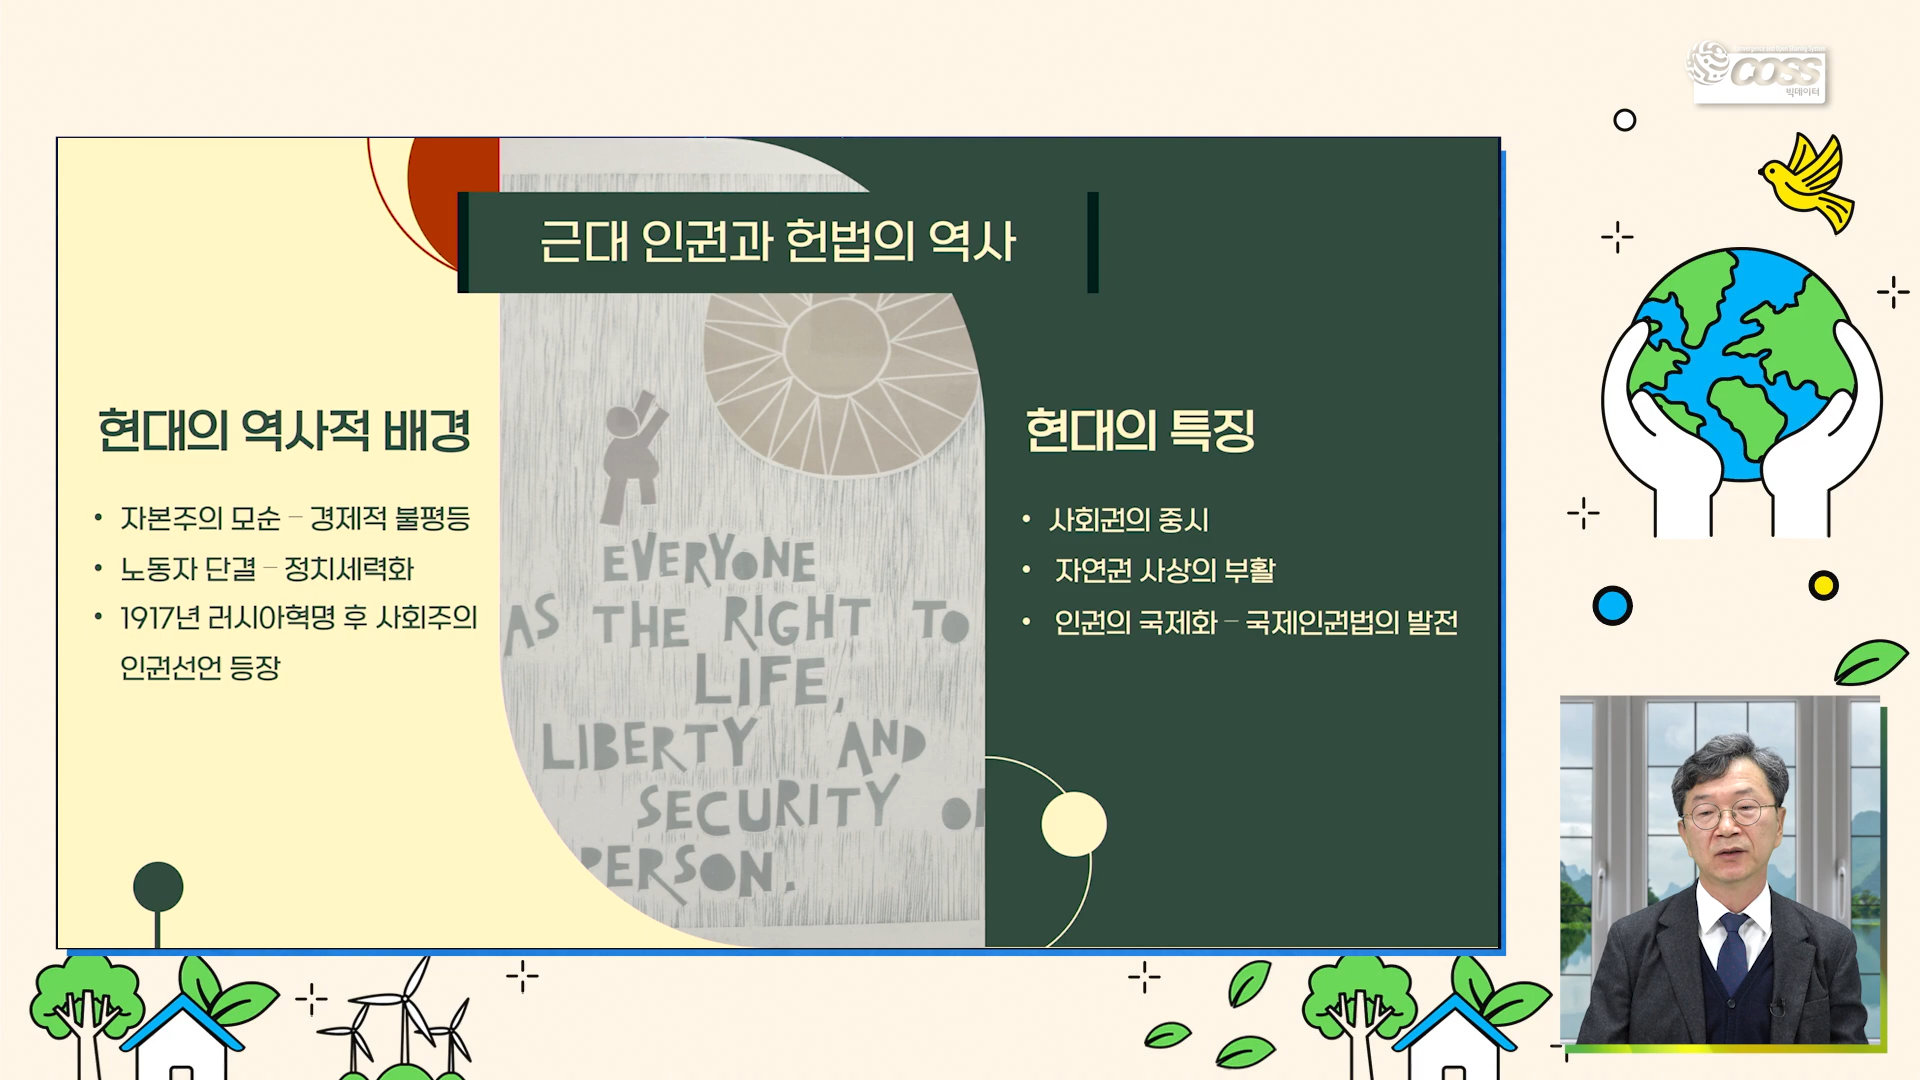 COSS
빅데이터
근대 인권과 헌법의 역사
현대의 역사적 배경
• 자본주의 모순 – 경제적 불평등
• 노동자 단결 – 정치세력화
• 1917년 러시아혁명 후 사회주의
인권선언 등장
EVERYONE
AS THE RIGHT TO
LIFE,
LIBERTY AND
SECURITY OF
PERSON.
현대의 특징
• 사회권의 중시
• 자연권 사상의 부활
• 인권의 국제화 – 국제인권법의 발전